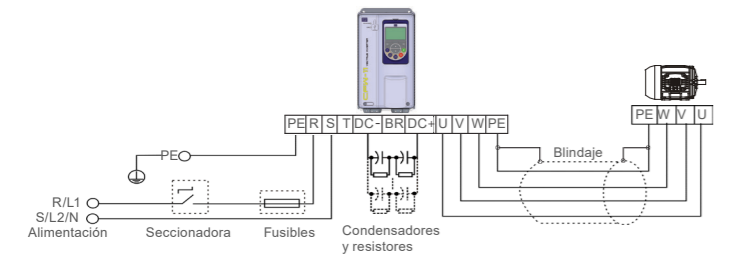 PE R S T DC- BR DC+ U V W PE
PE W V U
PE
Blindaje
R/L1
S/L2/N
Alimentación
Seccionadora
Fusibles
Condensadores
y resistores